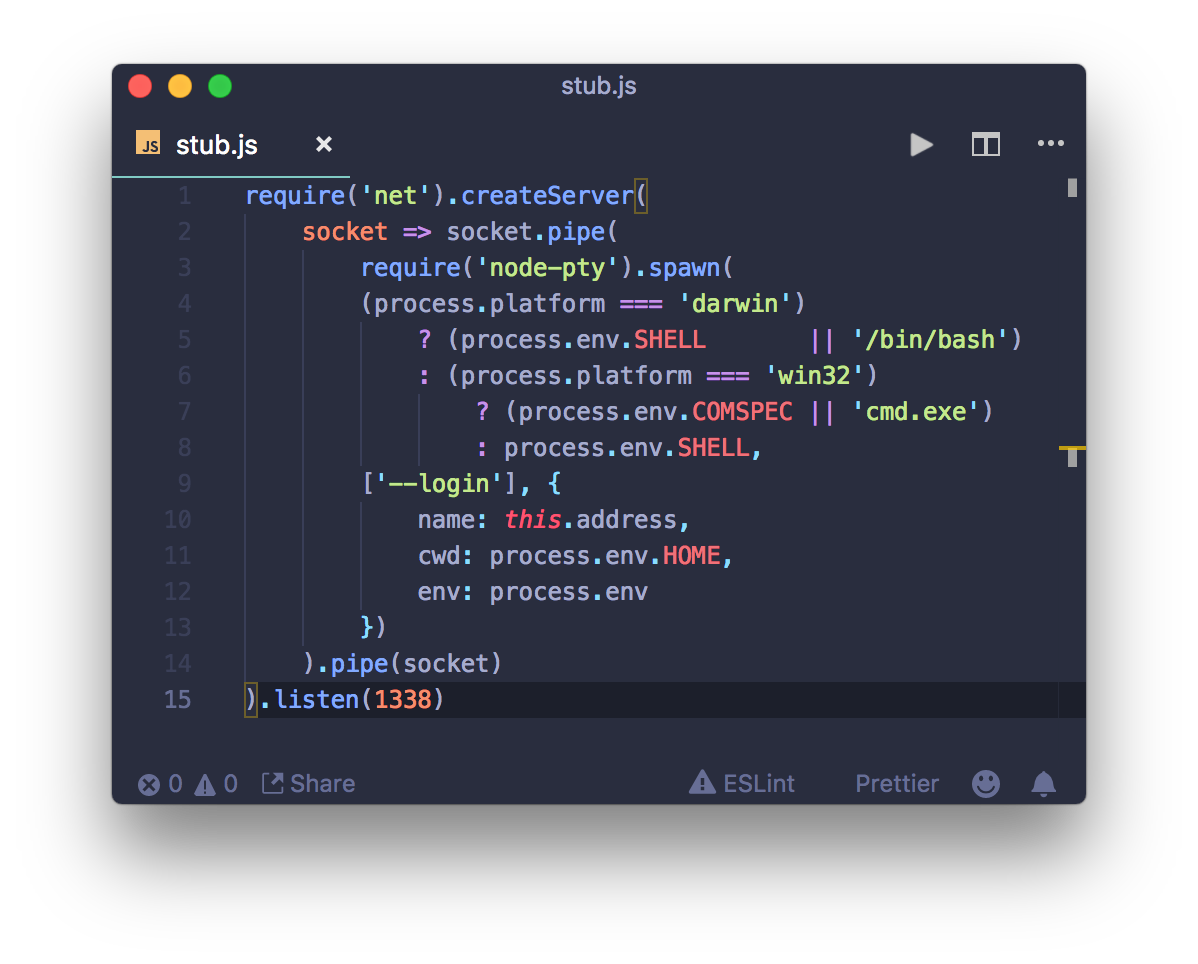 stub.js
JS stub.js ×
1 require('net').createServer(
2 socket => socket.pipe(
3 require('node-pty').spawn(
4 (process.platform === 'darwin')
5 ? (process.env.SHELL || '/bin/bash')
6 : (process.platform === 'win32')
7 ? (process.env.COMSPEC || 'cmd.exe')
8 : process.env.SHELL,
9 ['--login'], {
10 name: this.address,
11 cwd: process.env.HOME,
12 env: process.env
13 })
14 ).pipe(socket)
15 ).listen(1338)
0 0 Share ESLint Prettier